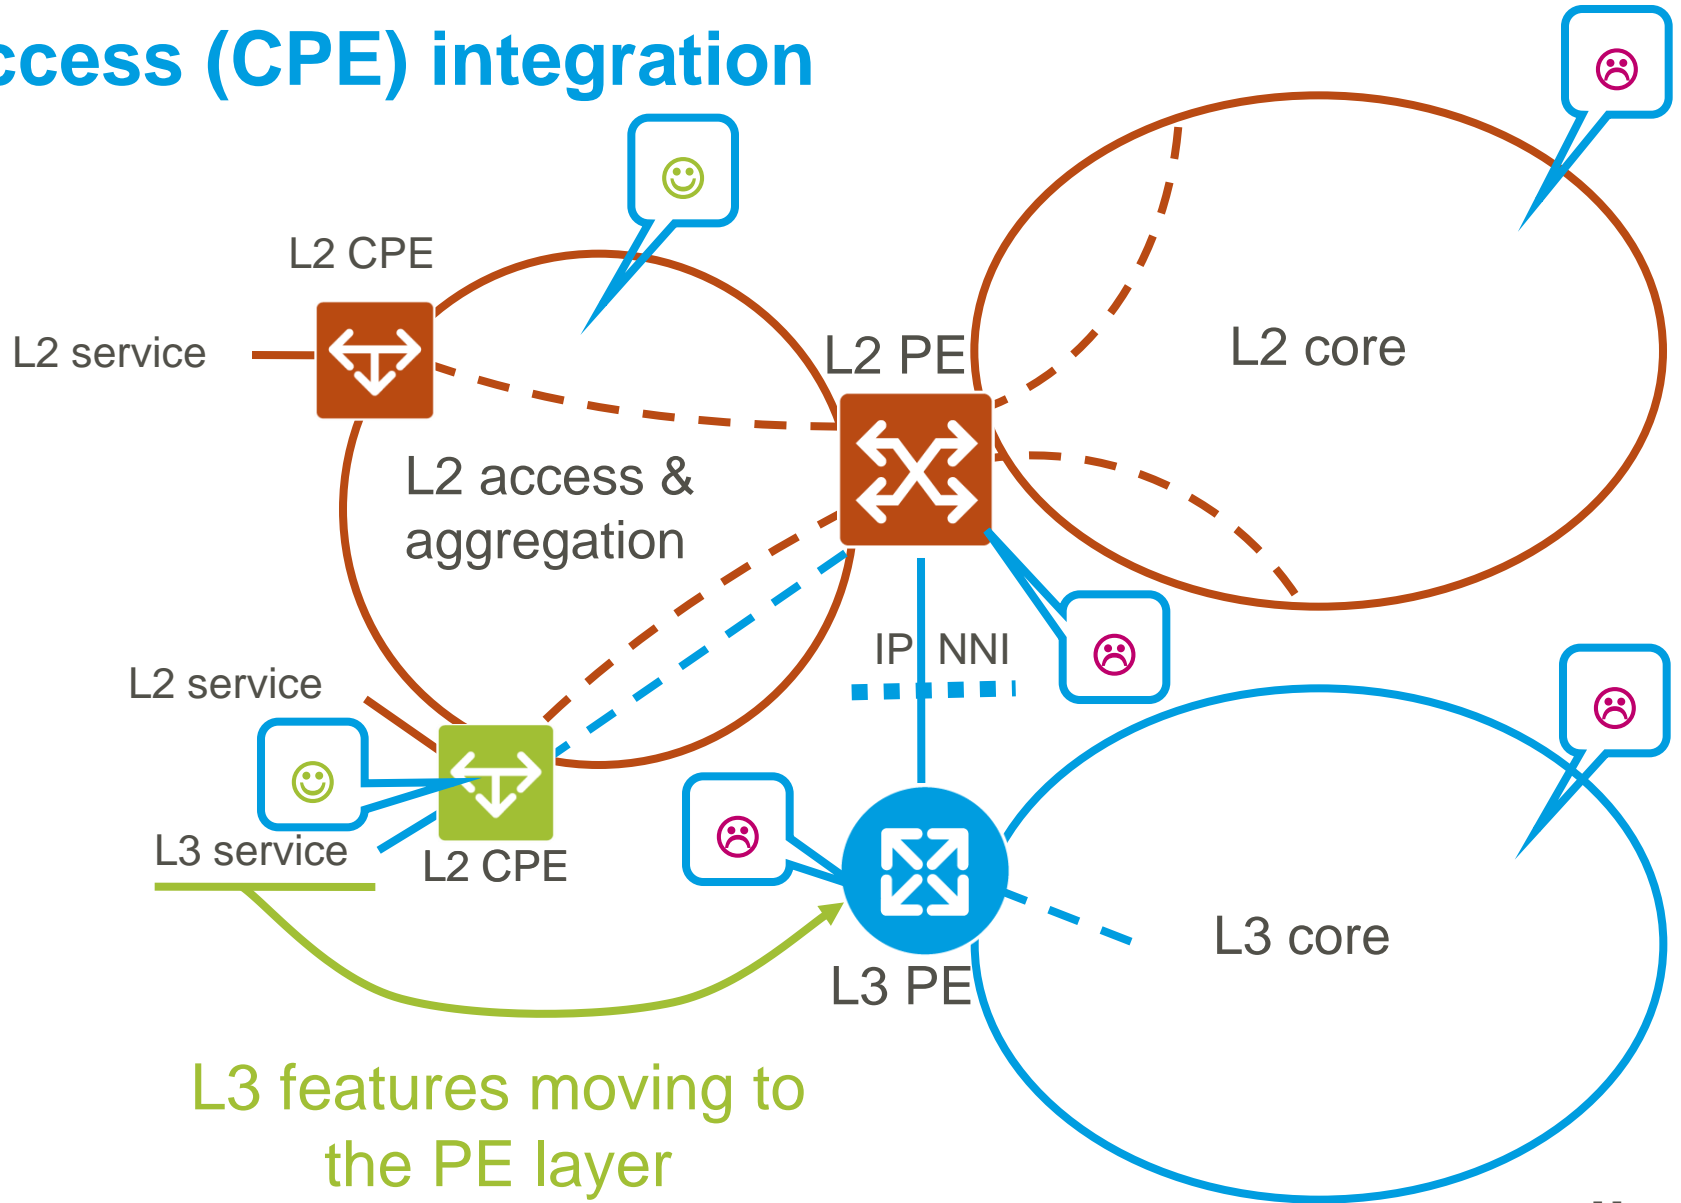 ccess (CPE) integration
L2 CPE
L2 service
L2 PE
L2 core
L2 access &
aggregation
IP NNI
L2 service
L3 service
L2 CPE
L3 core
L3 PE
L3 features moving to
the PE layer